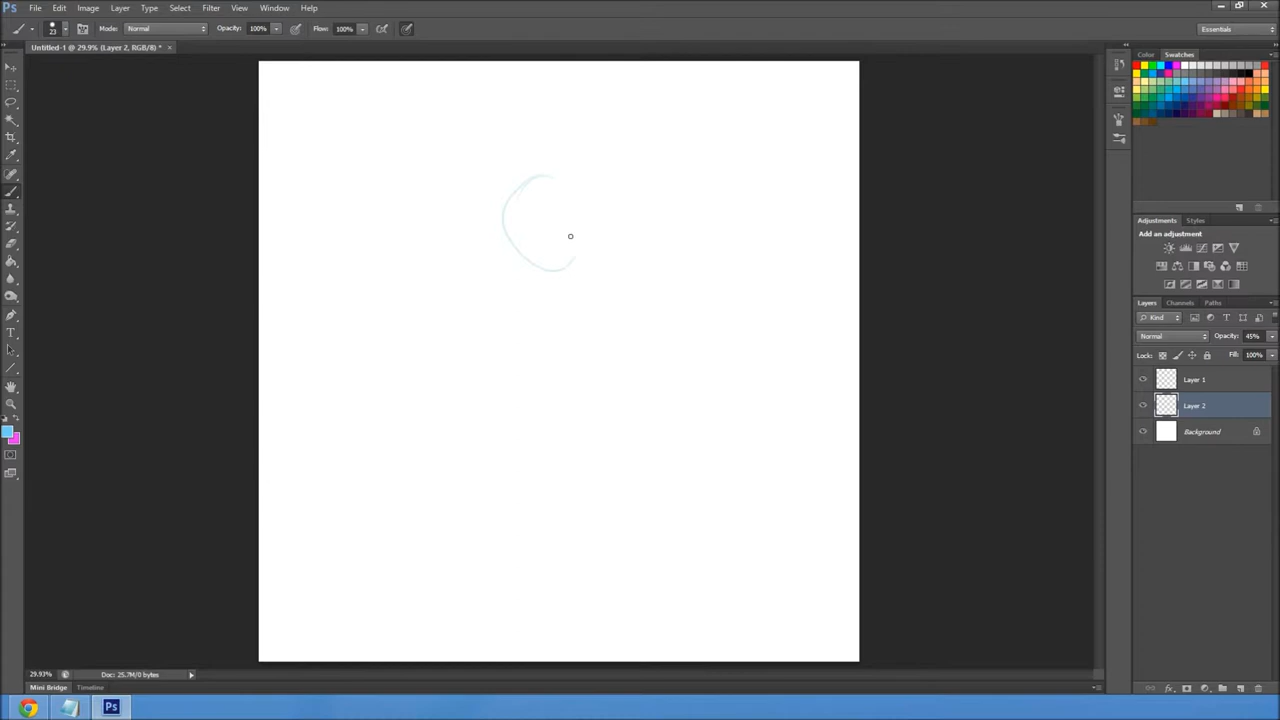 Ps File Edit Image Layer Type Select Filter View Window Help
23 Mode: Normal Opacity: 100% Flow: 100% Essentials
Untitled-1 @ 29.9% (Layer 2, RGB/8) * ×
Color Swatches
Adjustments Styles
Add an adjustment
Layers Channels Paths
Kind
Normal Opacity: 45%
Lock: Fill: 100%
Layer 1
Layer 2
Background
29.93% Doc: 25.7M/0 bytes
Mini Bridge Timeline
Ps